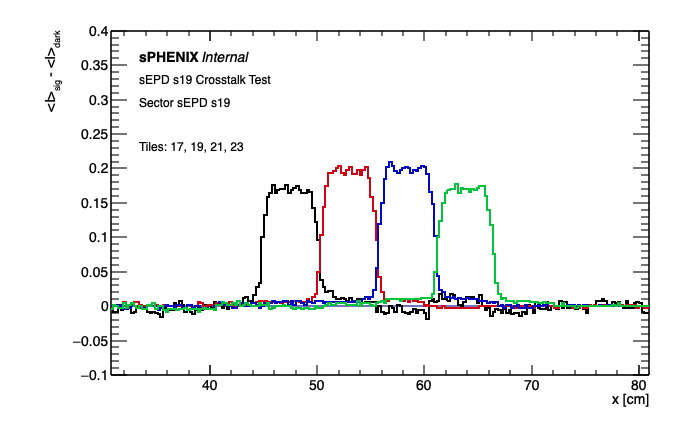 <I>sig - <I>dark
0.4
0.35
0.3
0.25
0.2
0.15
0.1
0.05
0
−0.05
−0.1
sPHENIX Internal
sEPD s19 Crosstalk Test
Sector sEPD s19
Tiles: 17, 19, 21, 23
40 50 60 70 80
x [cm]